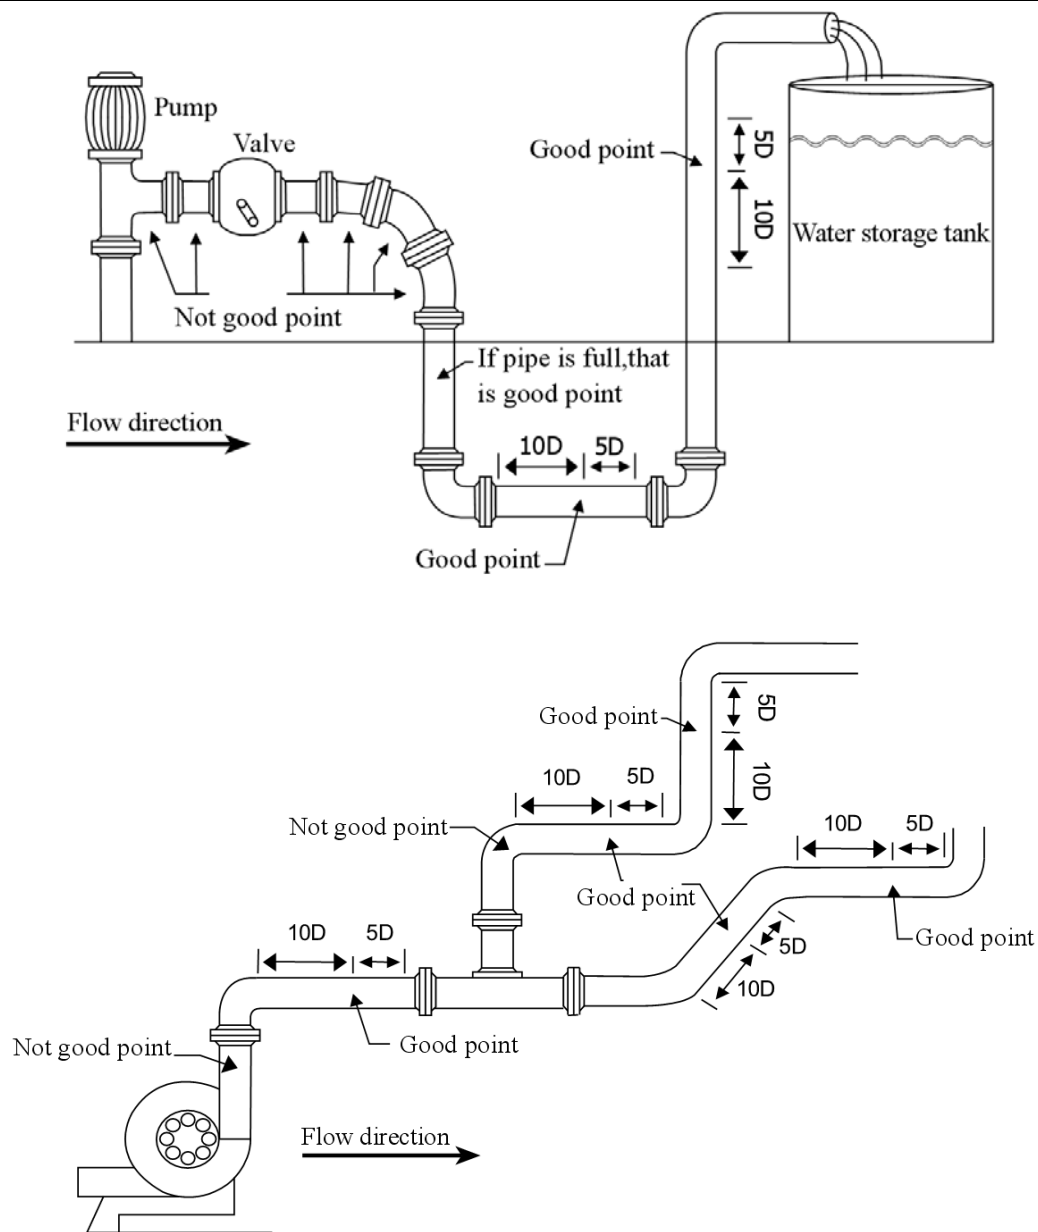 Pump
Valve
Good point
5D
10D
Water storage tank
Not good point
If pipe is full,that
is good point
Flow direction
10D
5D
Good point
Good point
5D
10D
10D
5D
Not good point
10D
5D
Good point
5D
10D
Good point
10D
5D
Good point
Not good point
Flow direction